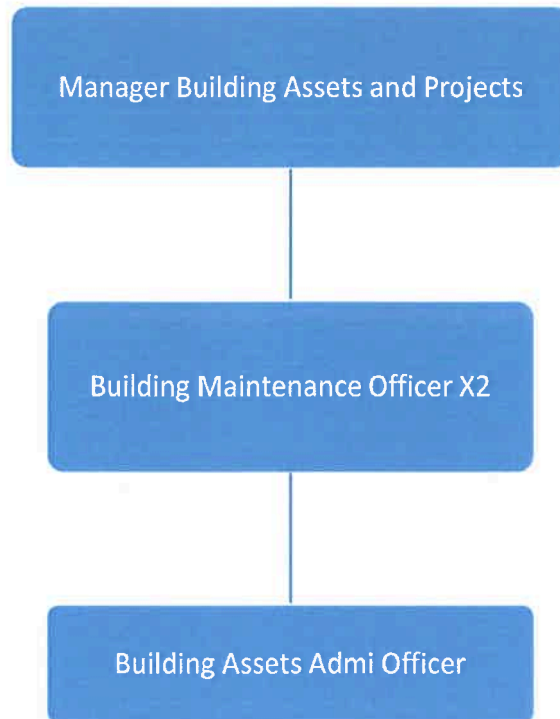 Manager Building Assets and Projects
Building Maintenance Officer X2
Building Assets Admi Officer